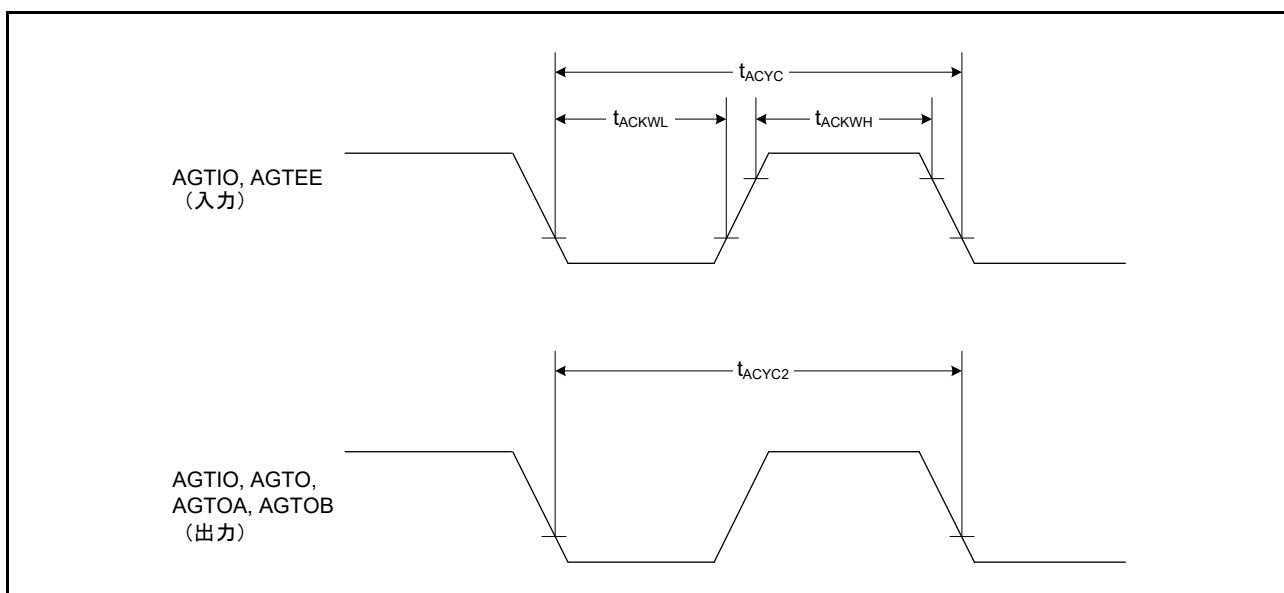 tACYC
tACKWL
tACKWH
AGTIO, AGTEE
（入力）
tACYC2
AGTIO, AGTO,
AGTOA, AGTOB
（出力）